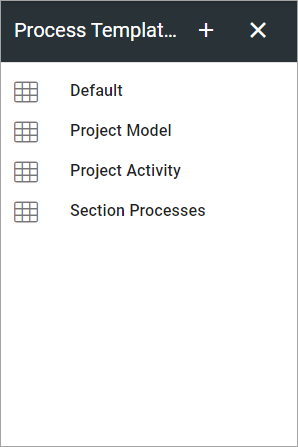 Process Templat...
Default
Project Model
Project Activity
Section Processes